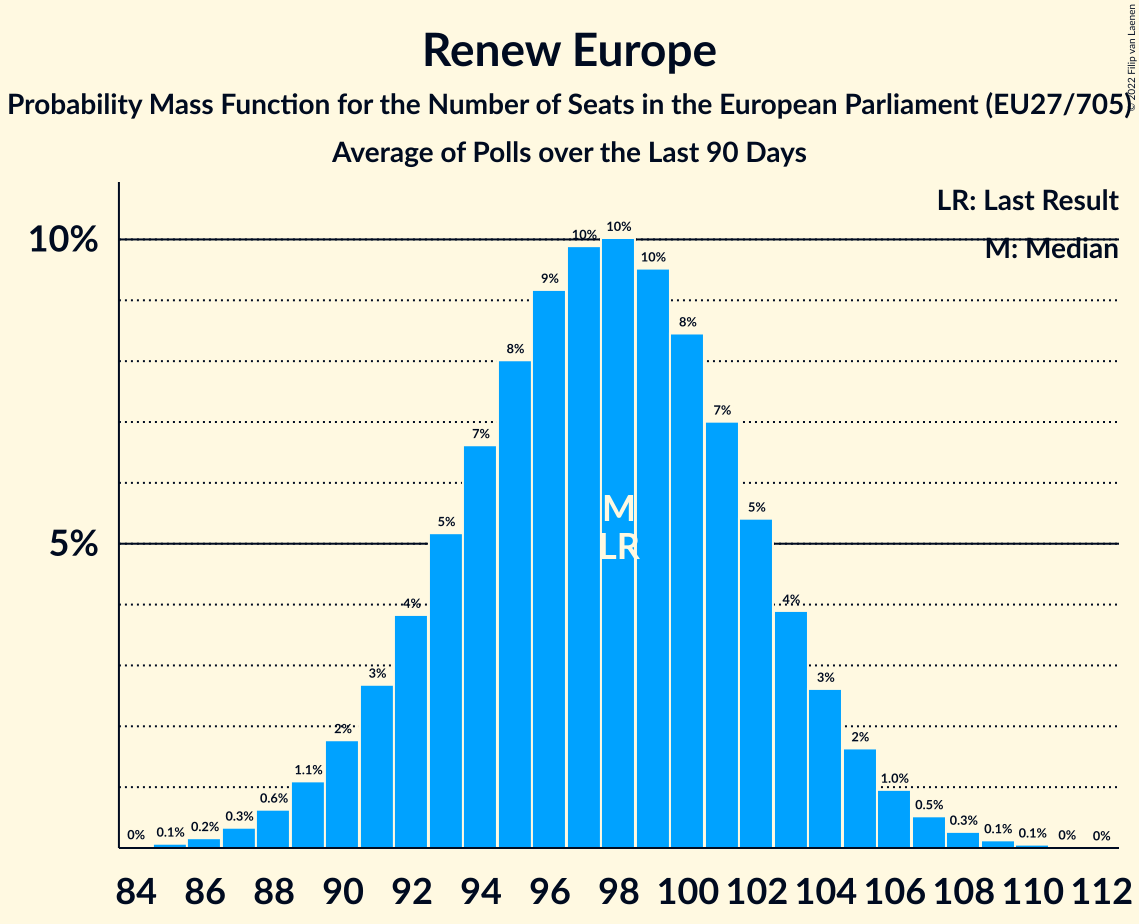 Renew Europe
Probability Mass Function for the Number of Seats in the European Parliament (EU27/705)
Average of Polls over the Last 90 Days
© 2022 Filip van Laenen
LR: Last Result
M: Median
10%
5%
0% 0.1% 0.2% 0.3% 0.6% 1.1% 2% 3% 4% 5% 7% 8% 9% 10% 10% 10% 8% 7% 5% 4% 3% 2% 1.0% 0.5% 0.3% 0.1% 0.1% 0% 0%
M
LR
84 86 88 90 92 94 96 98 100 102 104 106 108 110 112